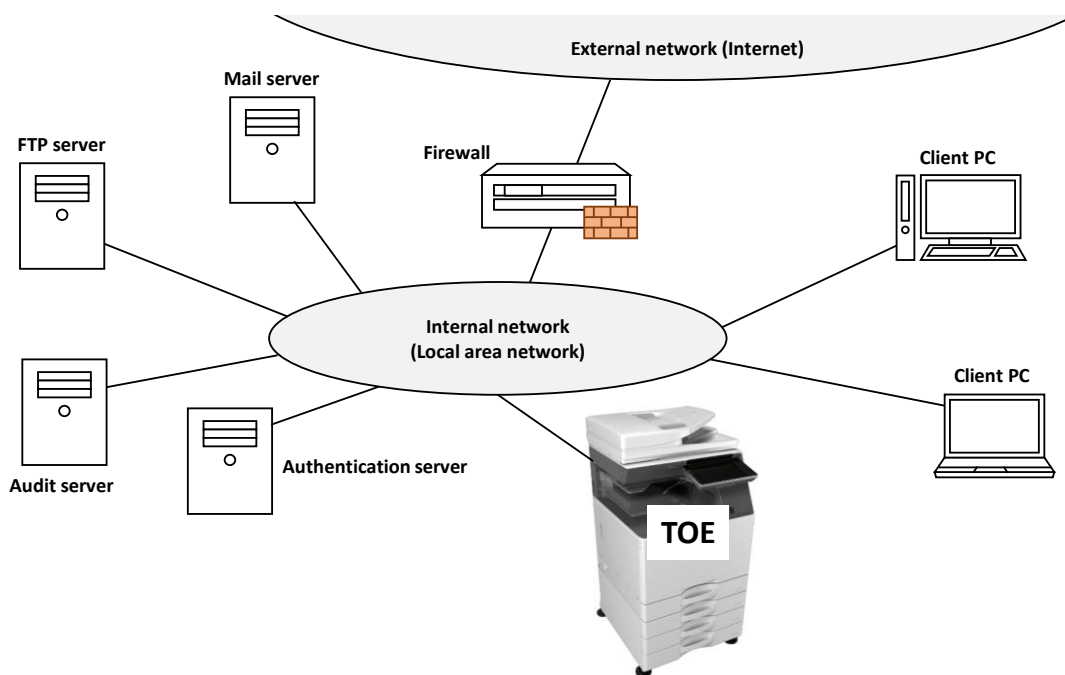 External network (Internet)
Mail server
FTP server
Firewall
Client PC
Internal network
(Local area network)
Client PC
Authentication server
Audit server
TOE